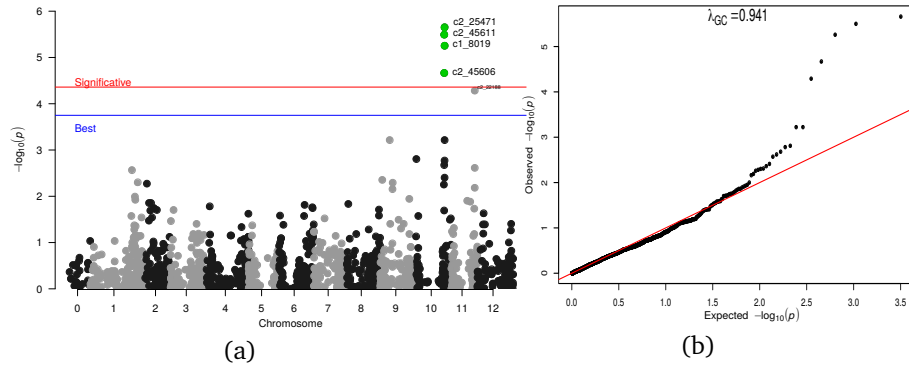 6
5
4
3
2
1
0
−log10(p)
c2_25471
c2_45611
c1_8019
c2_45606
Significative
Best
0 1 2 3 4 5 6 7 8 9 10 11 12
Chromosome
(a)
λGC =0.941
5
4
3
2
1
0
Observed −log10(p)
0.0 0.5 1.0 1.5 2.0 2.5 3.0 3.5
Expected −log10(p)
(b)